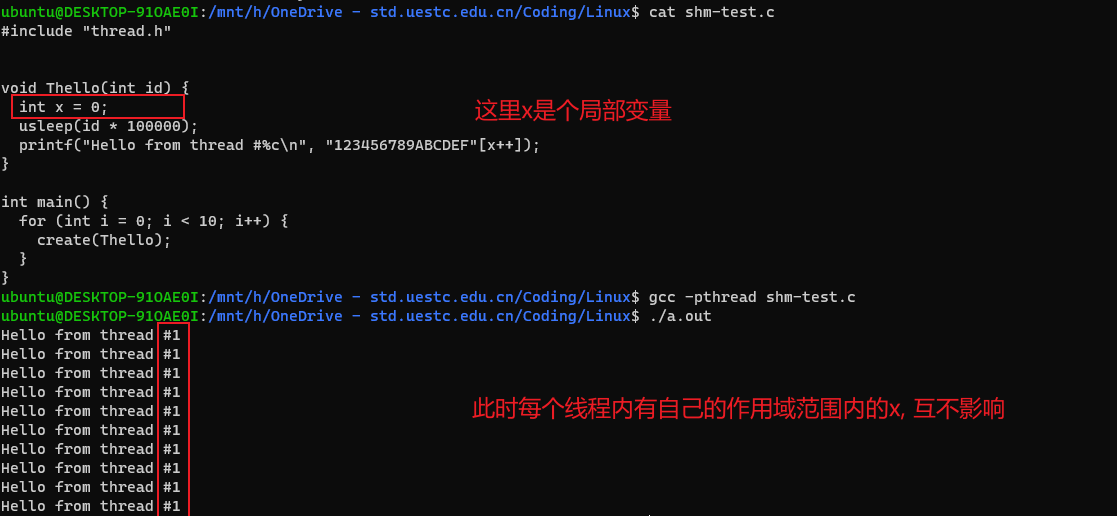 ubuntu@DESKTOP-91OAE0I:/mnt/h/OneDrive - std.uestc.edu.cn/Coding/Linux$ cat shm-test.c
#include "thread.h"
void Thello(int id) {
int x = 0;
这里x是个局部变量
usleep(id * 100000);
printf("Hello from thread #%c\n", "123456789ABCDEF"[x++]);
}
int main() {
for (int i = 0; i < 10; i++) {
create(Thello);
}
}
ubuntu@DESKTOP-91OAE0I:/mnt/h/OneDrive - std.uestc.edu.cn/Coding/Linux$ gcc -pthread shm-test.c
ubuntu@DESKTOP-91OAE0I:/mnt/h/OneDrive - std.uestc.edu.cn/Coding/Linux$ ./a.out
Hello from thread #1
Hello from thread #1
Hello from thread #1
Hello from thread #1
Hello from thread #1
此时每个线程内有自己的作用域范围内的x, 互不影响
Hello from thread #1
Hello from thread #1
Hello from thread #1
Hello from thread #1
Hello from thread #1